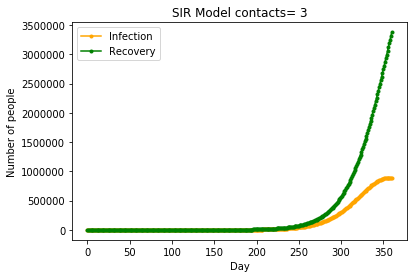 SIR Model contacts= 3
Infection
Recovery
3500000
3000000
2500000
2000000
1500000
1000000
500000
0
Number of people
0 50 100 150 200 250 300 350
Day